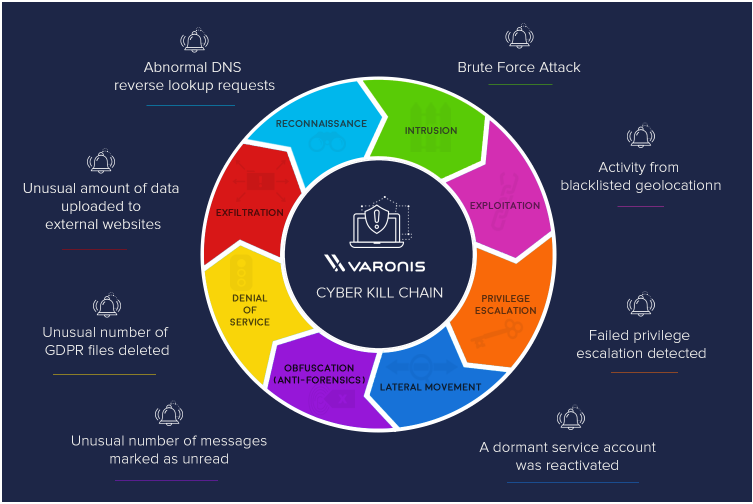 Abnormal DNS
reverse lookup requests
Brute Force Attack
RECONNAISSANCE
INTRUSION
Activity from
blacklisted geolocationn
Unusual amount of data
uploaded to
external websites
EXFILTRATION
EXPLOITATION
VARONIS
CYBER KILL CHAIN
DENIAL
OF
SERVICE
PRIVILEGE
ESCALATION
Unusual number of
GDPR files deleted
Failed privilege
escalation detected
OBFUSCATION
(ANTI-FORENSICS)
LATERAL MOVEMENT
Unusual number of messages
marked as unread
A dormant service account
was reactivated